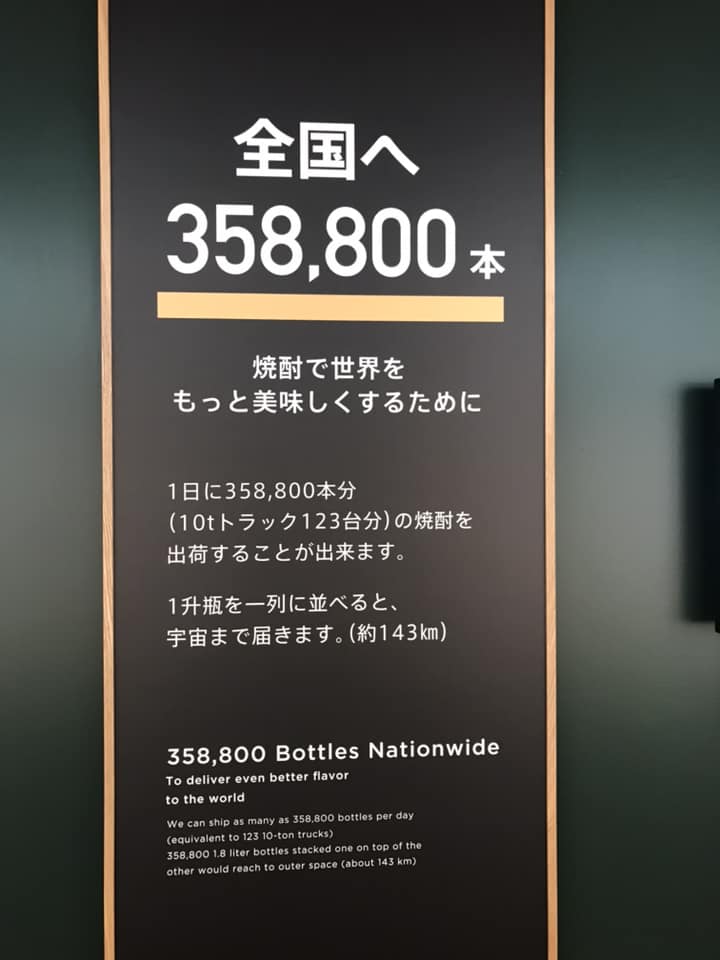 全国へ
358,800本
焼酎で世界を
もっと美味しくするために
1日に358,800本分
(10tトラック123台分)の焼酎を
出荷することが出来ます。
1升瓶を一列に並べると、
宇宙まで届きます。(約143㎞)
358,800 Bottles Nationwide
To deliver even better flavor
to the world
We can ship as many as 358,800 bottles per day
(equivalent to 123 10-ton trucks)
358,800 1.8 liter bottles stacked one on top of the
other would reach to outer space (about 143 km)